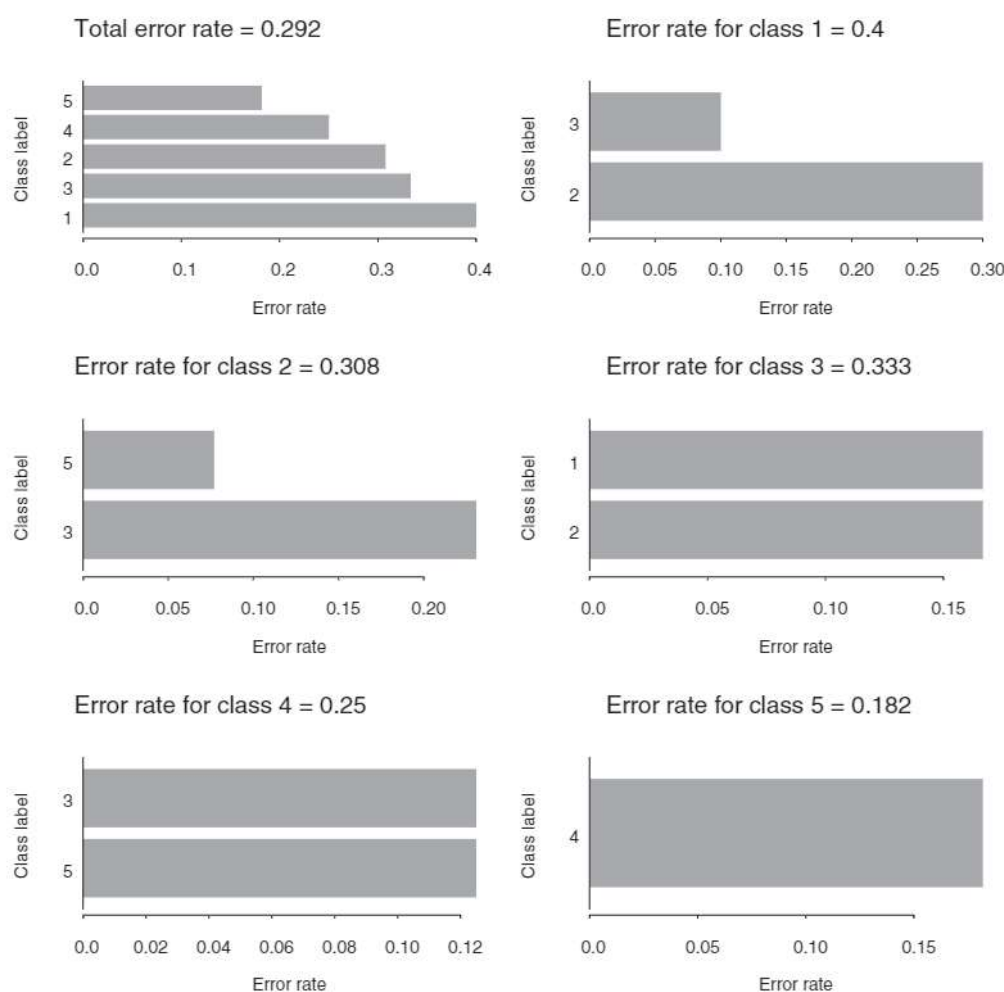 Total error rate = 0.292
Class label
5
4
2
3
1
0.0 0.1 0.2 0.3 0.4
Error rate
Error rate for class 1 = 0.4
Class label
3
2
0.0 0.05 0.10 0.15 0.20 0.25 0.30
Error rate
Error rate for class 2 = 0.308
Class label
5
3
0.0 0.05 0.10 0.15 0.20
Error rate
Error rate for class 3 = 0.333
Class label
1
2
0.0 0.05 0.10 0.15
Error rate
Error rate for class 4 = 0.25
Class label
3
5
0.0 0.02 0.04 0.06 0.08 0.10 0.12
Error rate
Error rate for class 5 = 0.182
Class label
4
0.0 0.05 0.10 0.15
Error rate